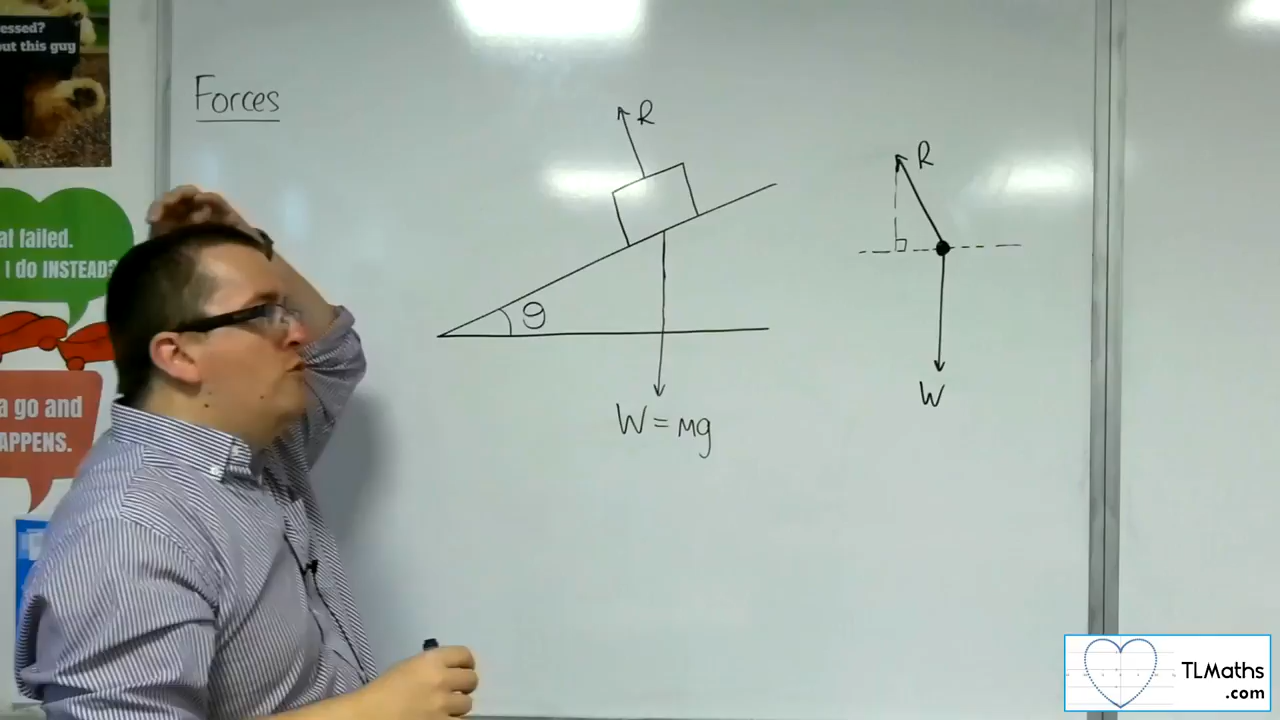 essed?
out this guy
al failed.
I do INSTEAD?
a go and
APPENS.
Forces
R
θ
W = mg
R
W
TLMaths
.com